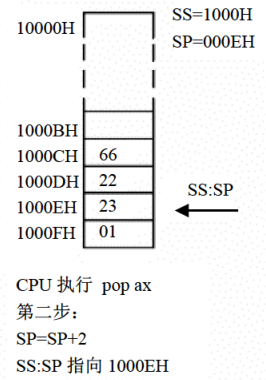 10000H
SS=1000H
SP=000EH
1000BH
1000CH 66
1000DH 22
SS:SP
1000EH 23
1000FH 01
CPU 执行 pop ax
第二步：
SP=SP+2
SS:SP 指向 1000EH